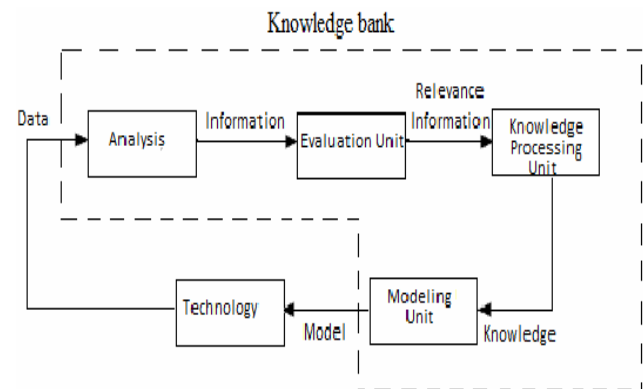 Knowledge bank
Data
Analysis
Information
Evaluation Unit
Relevance
Information
Knowledge
Processing
Unit
Technology
Model
Modeling
Unit
Knowledge